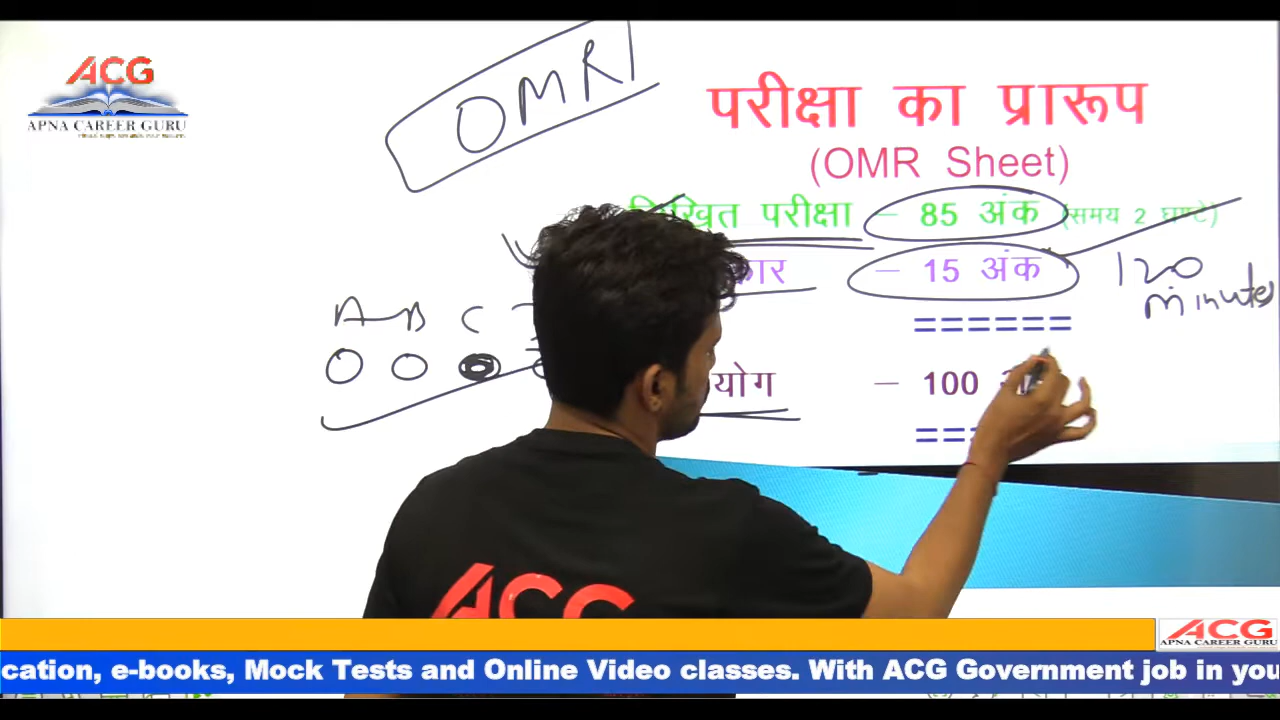 ACG
APNA CAREER GURU
OMR
परीक्षा का प्रारूप
(OMR Sheet)
लिखित परीक्षा - 85 अंक (समय 2 घण्टे)
- 15 अंक
120
minutes
A B C
======
योग - 100
ACG
ACG
APNA CAREER GURU
cation, e-books, Mock Tests and Online Video classes. With ACG Government job in you